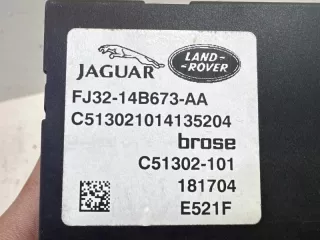 JAGUAR
LAND-
ROVER
FJ32-14B673-AA
C513021014135204
brose
C51302-101
181704
E521F